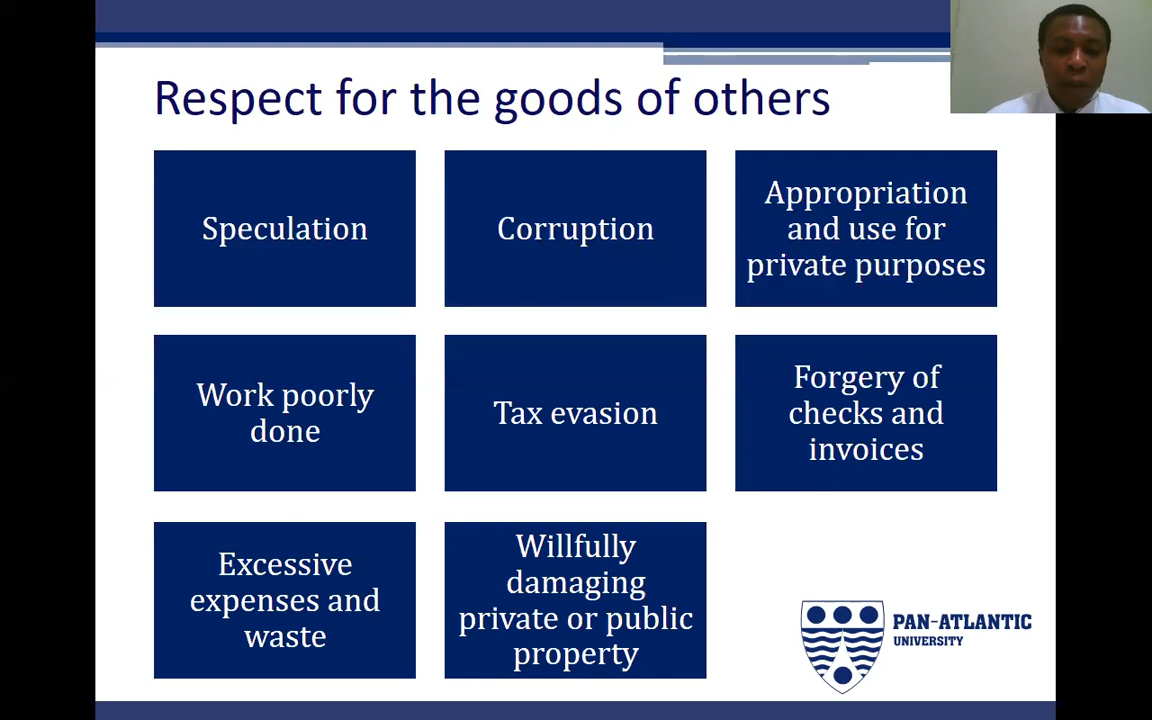 Respect for the goods of others
Speculation
Corruption
Appropriation
and use for
private purposes
Work poorly
done
Tax evasion
Forgery of
checks and
invoices
Excessive
expenses and
waste
Willfully
damaging
private or public
property
PAN-ATLANTIC
UNIVERSITY